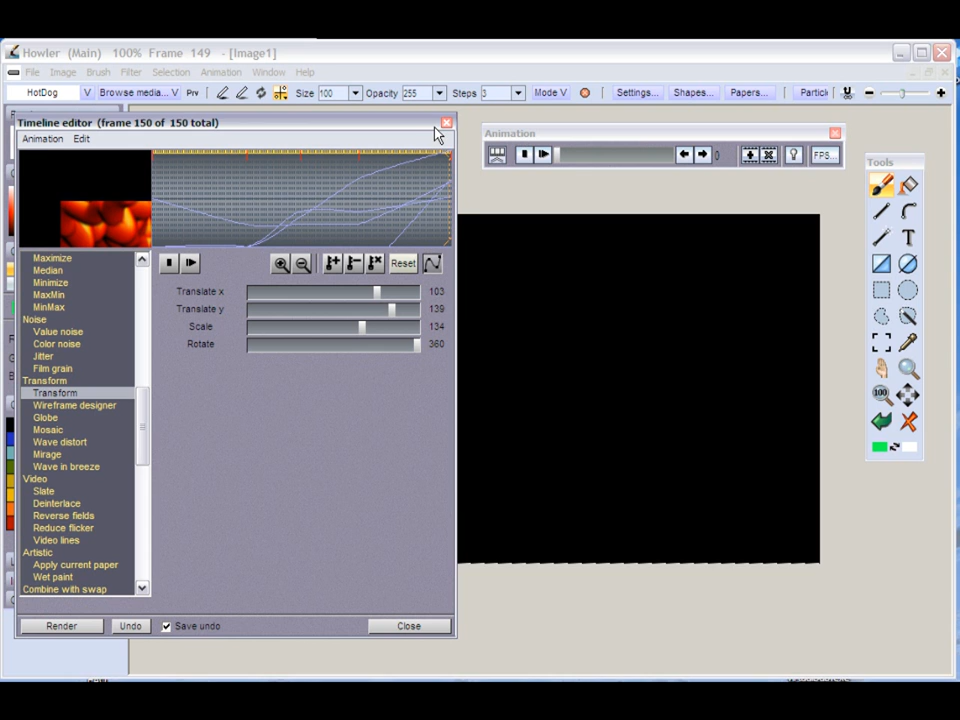 Howler (Main) 100% Frame 149 - [Image1]
File Image Brush Filter Selection Animation Window Help
HotDog V Browse media... V Prv Size 100 Opacity 255 Steps 3 Mode V Settings... Shapes... Papers... Particl
Timeline editor (frame 150 of 150 total)
Animation Edit
Animation
0 FPS...
Tools
T
100
Maximize
Median
Minimize
MaxMin
MinMax
Noise
Value noise
Color noise
Jitter
Film grain
Transform
Transform
Wireframe designer
Globe
Mosaic
Wave distort
Mirage
Wave in breeze
Video
Slate
Deinterlace
Reverse fields
Reduce flicker
Video lines
Artistic
Apply current paper
Wet paint
Combine with swap
Reset
Translate x 103
Translate y 139
Scale 134
Rotate 360
Render Undo Save undo Close